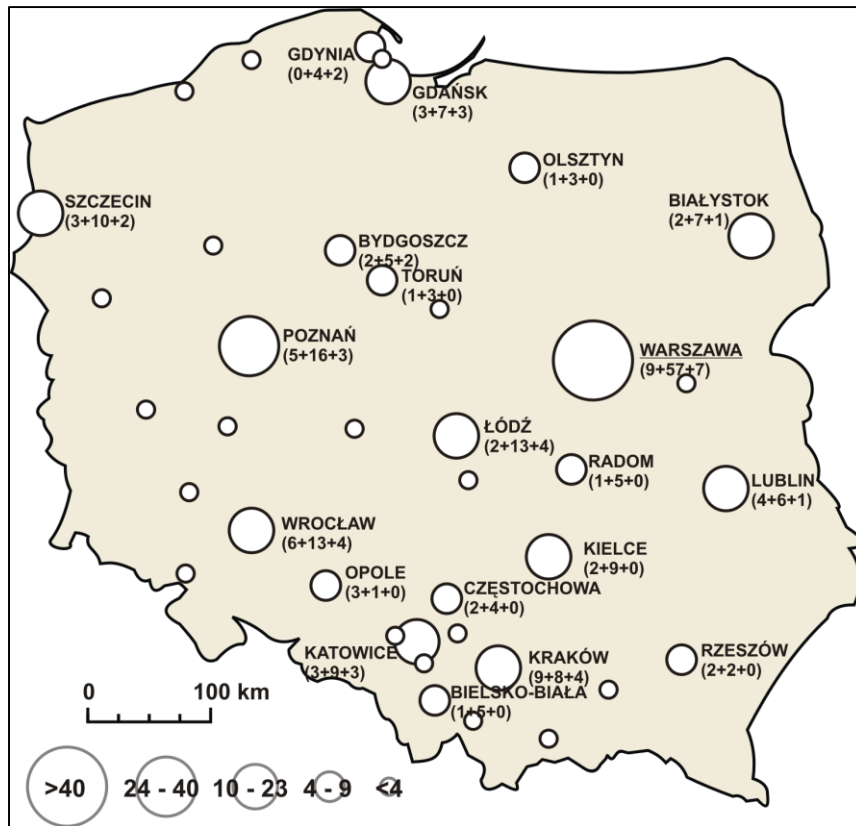 GDYNIA
(0+4+2)
GDAŃSK
(3+7+3)
OLSZTYN
(1+3+0)
SZCZECIN
(3+10+2)
BIAŁYSTOK
(2+7+1)
BYDGOSZCZ
(2+5+2)
TORUŃ
(1+3+0)
POZNAŃ
(5+16+3)
WARSZAWA
(9+57+7)
ŁÓDŹ
(2+13+4)
RADOM
(1+5+0)
LUBLIN
(4+6+1)
WROCŁAW
(6+13+4)
KIELCE
(2+9+0)
OPOLE
(3+1+0)
CZĘSTOCHOWA
(2+4+0)
KATOWICE
(3+9+3)
KRAKÓW
(9+8+4)
RZESZÓW
(2+2+0)
BIELSKO-BIAŁA
(1+5+0)
0 100 km
>40 24 - 40 10 - 23 4 - 9 <4